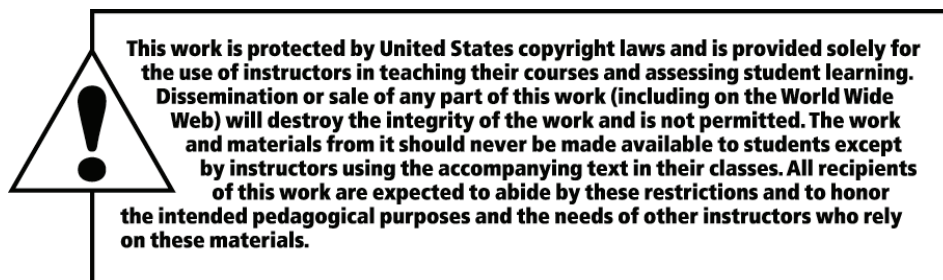 This work is protected by United States copyright laws and is provided solely for
the use of instructors in teaching their courses and assessing student learning.
Dissemination or sale of any part of this work (including on the World Wide
Web) will destroy the integrity of the work and is not permitted. The work
and materials from it should never be made available to students except
by instructors using the accompanying text in their classes. All recipients
of this work are expected to abide by these restrictions and to honor
the intended pedagogical purposes and the needs of other instructors who rely
on these materials.